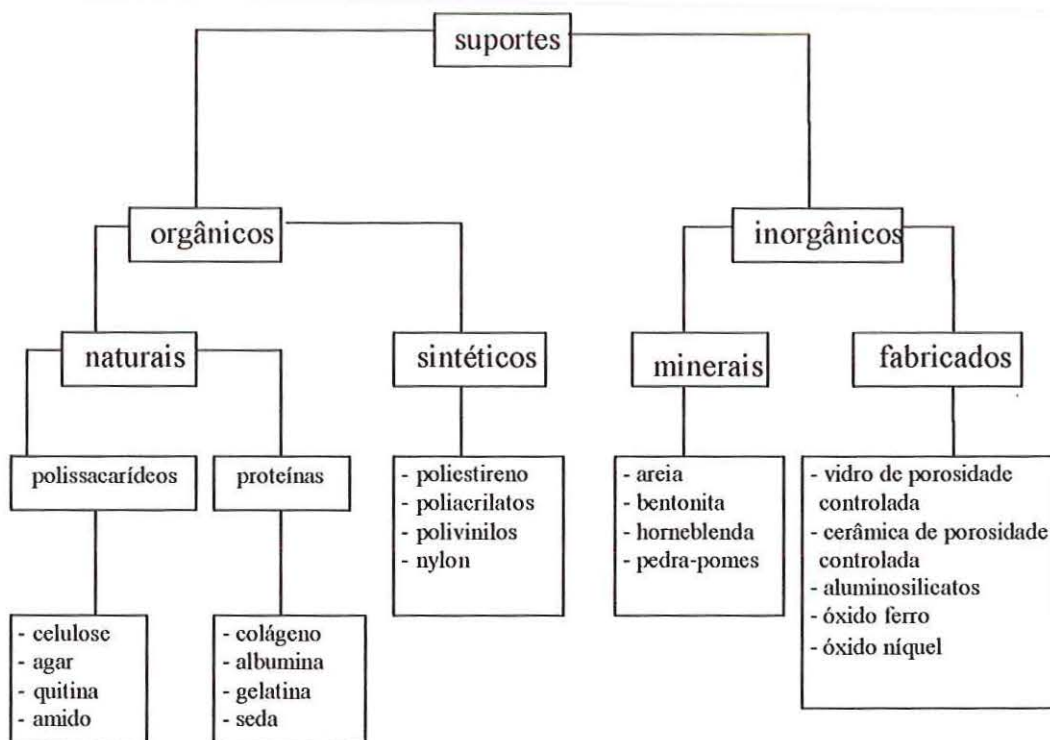 suportes
orgânicos
inorgânicos
naturais
sintéticos
minerais
fabricados
polissacarídeos
proteínas
- poliestireno
- poliacrilatos
- polivinilos
- nylon
- areia
- bentonita
- horneblenda
- pedra-pomes
- vidro de porosidade
controlada
- cerâmica de porosidade
controlada
- aluminosilicatos
- óxido ferro
- óxido níquel
- celulose
- agar
- quitina
- amido
- colágeno
- albumina
- gelatina
- seda